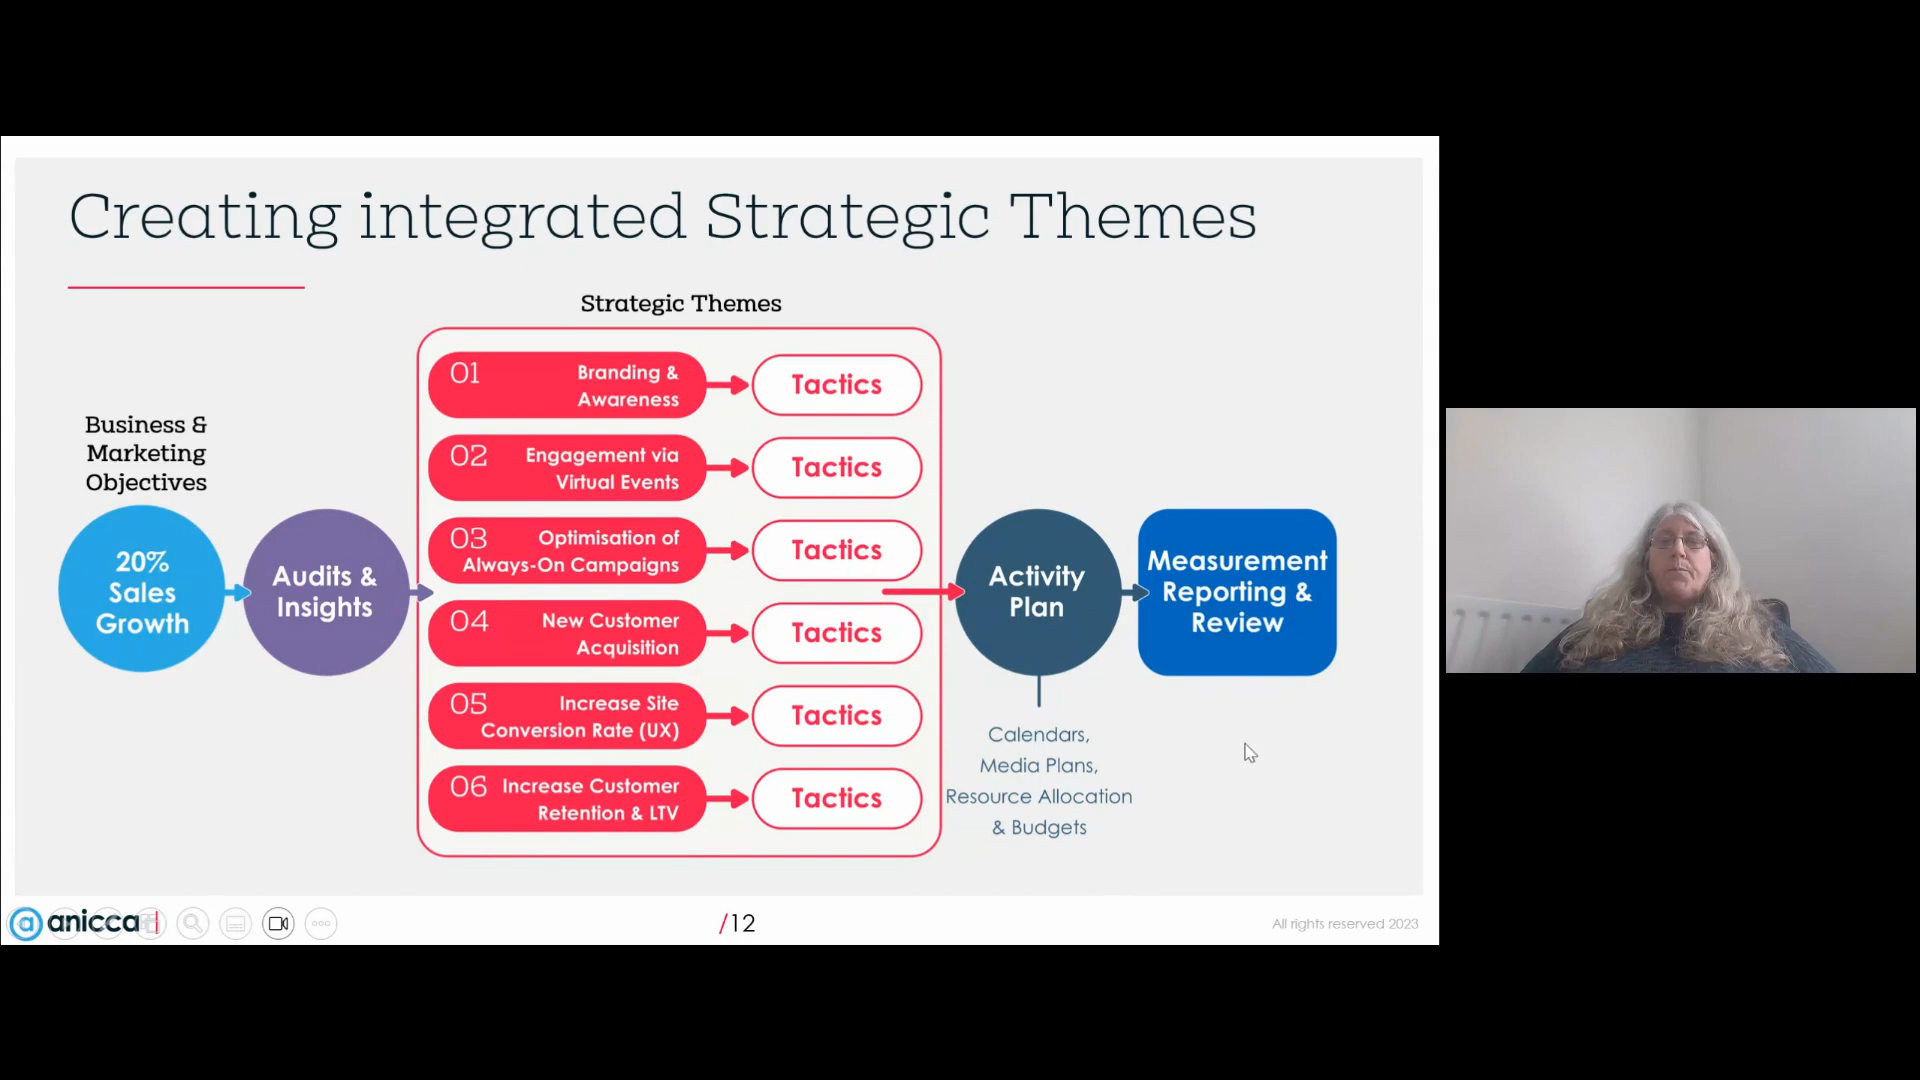 Creating integrated Strategic Themes
Strategic Themes
Business &
Marketing
Objectives
20%
Sales
Growth
Audits &
Insights
01 Branding &
Awareness
Tactics
02 Engagement via
Virtual Events
Tactics
03 Optimisation of
Always-On Campaigns
Tactics
04 New Customer
Acquisition
Tactics
05 Increase Site
Conversion Rate (UX)
Tactics
06 Increase Customer
Retention & LTV
Tactics
Activity
Plan
Calendars,
Media Plans,
Resource Allocation
& Budgets
Measurement
Reporting &
Review
anicca
/12
All rights reserved 2023